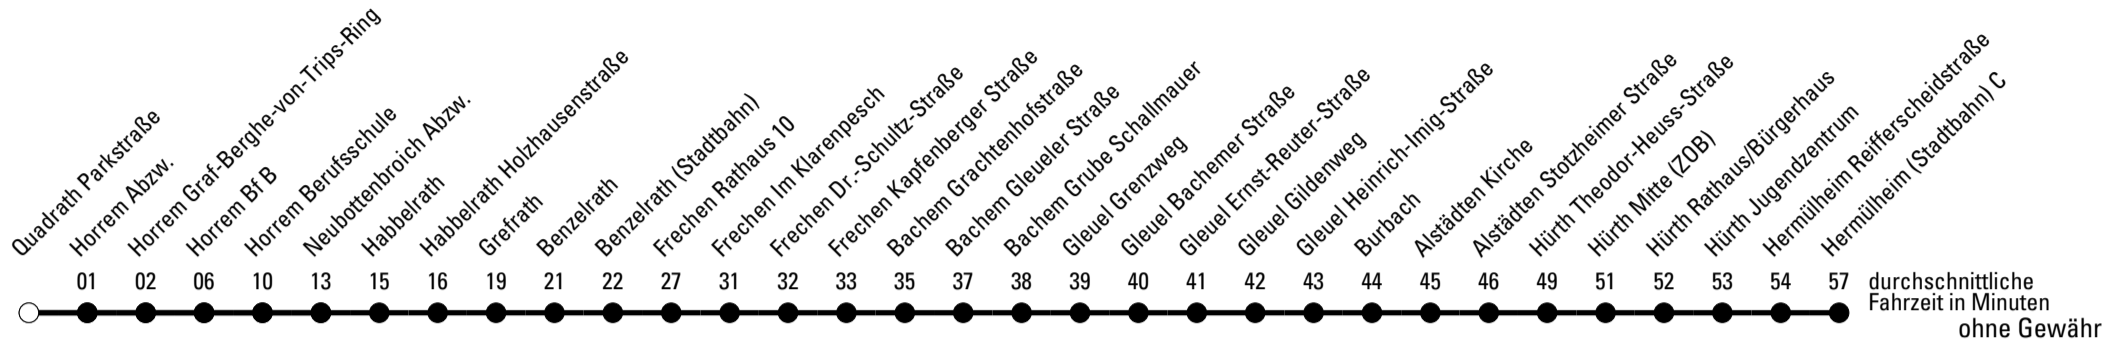 Quadrath Parkstraße
Horrem Abzw.
Horrem Graf-Berghe-von-Trips-Ring
Horrem Bf B
Horrem Berufsschule
Neubottenbroich Abzw.
Habbelrath
Habbelrath Holzhausenstraße
Grefrath
Benzelrath
Benzelrath (Stadtbahn)
Frechen Rathaus 10
Frechen Im Klarenpesch
Frechen Dr.-Schultz-Straße
Frechen Kapfenberger Straße
Bachem Grachtenhofstraße
Bachem Gleueler Straße
Bachem Grube Schallmauer
Gleuel Grenzweg
Gleuel Bachemer Straße
Gleuel Ernst-Reuter-Straße
Gleuel Gildenweg
Gleuel Heinrich-Imig-Straße
Burbach
Alstädten Kirche
Alstädten Stotzheimer Straße
Hürth Theodor-Heuss-Straße
Hürth Mitte (ZOB)
Hürth Rathaus/Bürgerhaus
Hürth Jugendzentrum
Hermülheim Reifferscheidstraße
Hermülheim (Stadtbahn) C
01 02 06 10 13 15 16 19 21 22 27 31 32 33 35 37 38 39 40 41 42 43 44 45 46 49 51 52 53 54 57
durchschnittliche
Fahrzeit in Minuten
ohne Gewähr